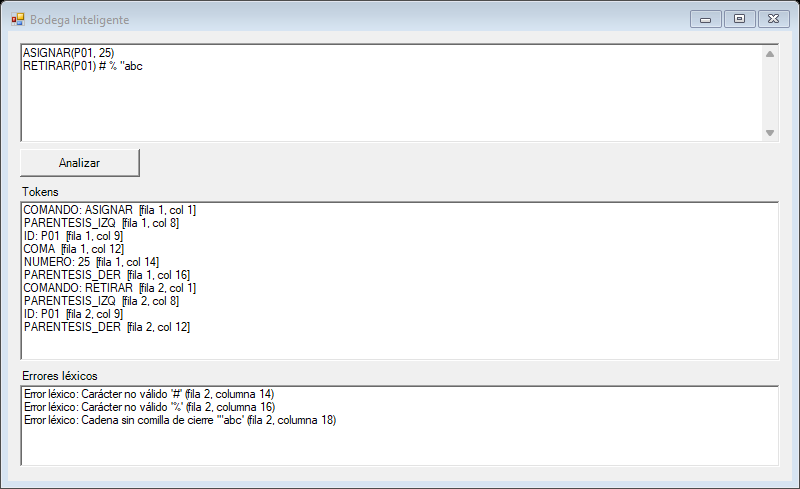 Bodega Inteligente
ASIGNAR(P01, 25)
RETIRAR(P01) # % "abc
Analizar
Tokens
COMANDO: ASIGNAR  [fila 1, col 1]
PARENTESIS_IZQ  [fila 1, col 8]
ID: P01  [fila 1, col 9]
COMA  [fila 1, col 12]
NUMERO: 25  [fila 1, col 14]
PARENTESIS_DER  [fila 1, col 16]
COMANDO: RETIRAR  [fila 2, col 1]
PARENTESIS_IZQ  [fila 2, col 8]
ID: P01  [fila 2, col 9]
PARENTESIS_DER  [fila 2, col 12]
Errores léxicos
Error léxico: Carácter no válido '#' (fila 2, columna 14)
Error léxico: Carácter no válido '%' (fila 2, columna 16)
Error léxico: Cadena sin comilla de cierre '"abc' (fila 2, columna 18)